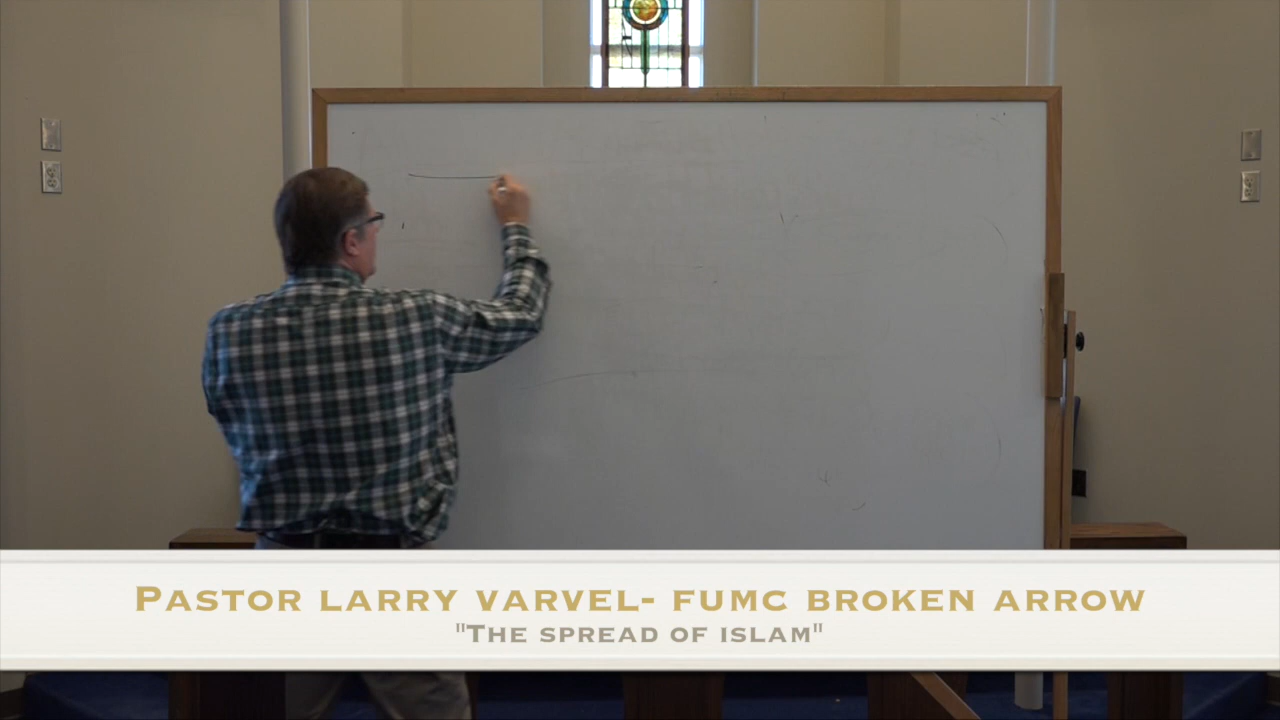 PASTOR LARRY VARVEL- FUMC BROKEN ARROW
"THE SPREAD OF ISLAM"